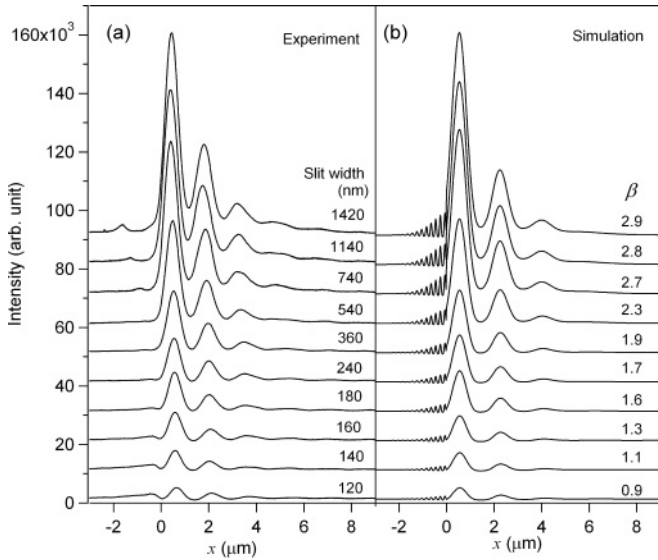 (a) Experiment
(b) Simulation
Intensity (arb. unit)
160x10³
140
120
100
80
60
40
20
0
Slit width
(nm)
1420
1140
740
540
360
240
180
160
140
120
β
2.9
2.8
2.7
2.3
1.9
1.7
1.6
1.3
1.1
0.9
-2 0 2 4 6 8
x (μm)
-2 0 2 4 6 8
x (μm)